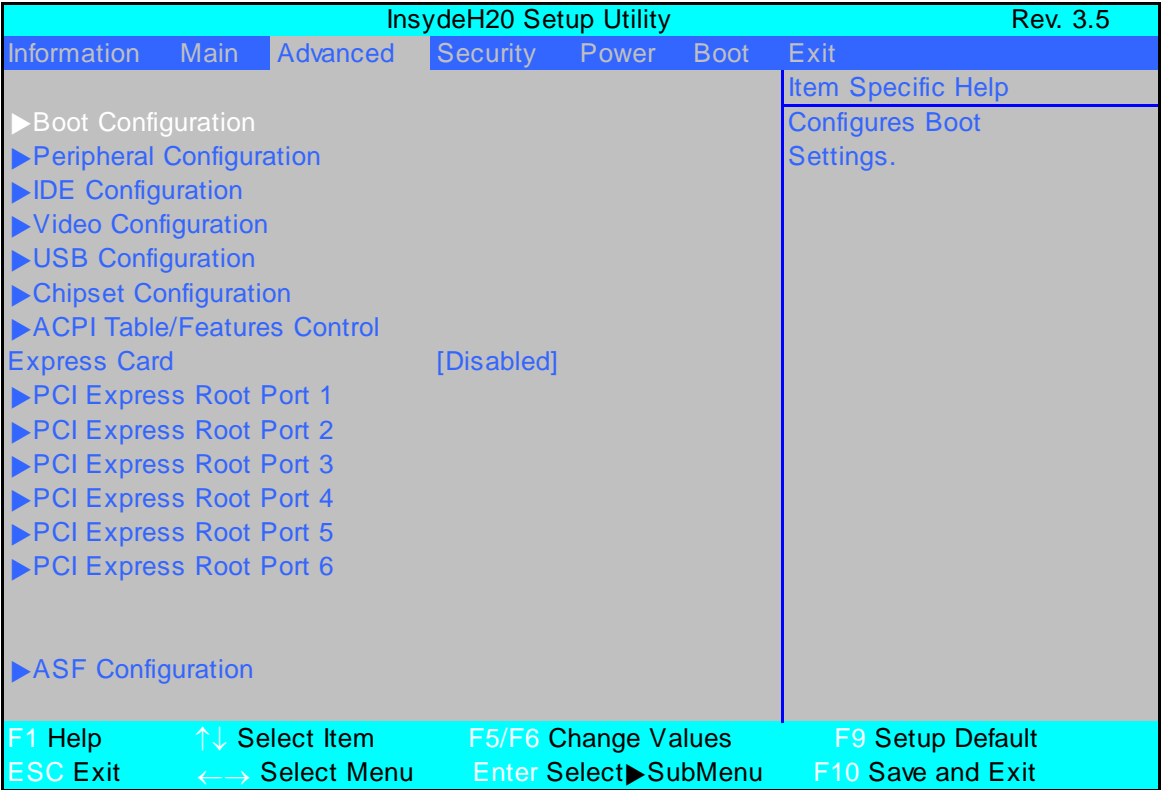 InsydeH20 Setup Utility Rev. 3.5
Information Main Advanced Security Power Boot Exit
Item Specific Help
▶Boot Configuration Configures Boot
▶Peripheral Configuration Settings.
▶IDE Configuration
▶Video Configuration
▶USB Configuration
▶Chipset Configuration
▶ACPI Table/Features Control
Express Card [Disabled]
▶PCI Express Root Port 1
▶PCI Express Root Port 2
▶PCI Express Root Port 3
▶PCI Express Root Port 4
▶PCI Express Root Port 5
▶PCI Express Root Port 6
▶ASF Configuration
F1 Help ↑↓ Select Item F5/F6 Change Values F9 Setup Default
ESC Exit ←→ Select Menu Enter Select▶SubMenu F10 Save and Exit